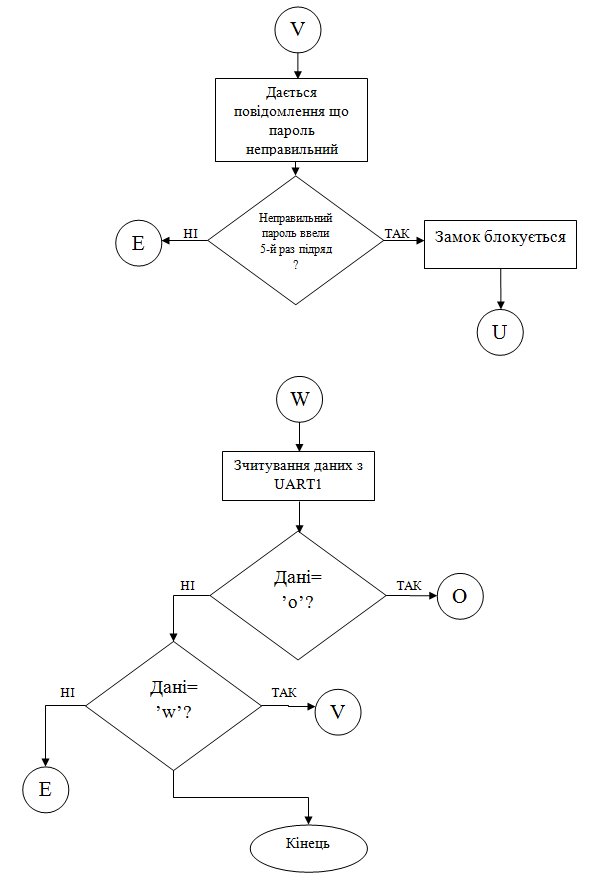 V
Дається
повідомлення що
пароль
неправильний
Неправильний
пароль ввели
5-й раз підряд
?
НІ
E
ТАК
Замок блокується
U
W
Зчитування даних з
UART1
Дані=
’о’?
НІ
ТАК
O
Дані=
’w’?
НІ
E
ТАК
V
Кінець